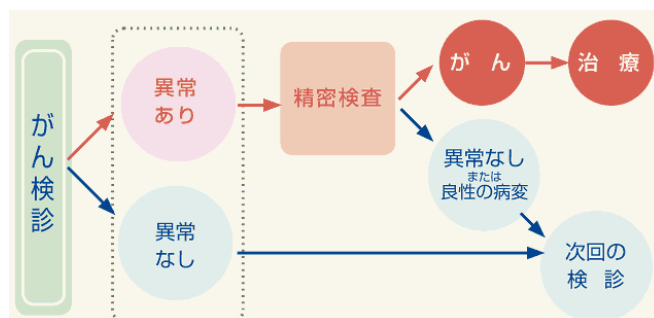 がん検診
異常
あり
異常
なし
精密検査
がん
治療
異常なし
または
良性の病変
次回の
検診